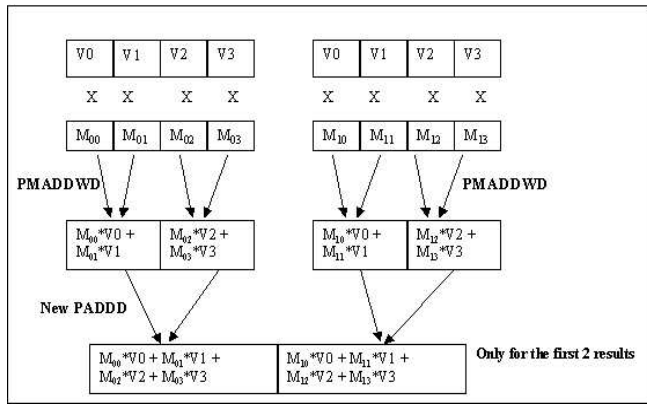 V0 V1 V2 V3 V0 V1 V2 V3
X X X X X X X X
M₀₀ M₀₁ M₀₂ M₀₃ M₁₀ M₁₁ M₁₂ M₁₃
PMADDWD PMADDWD
M₀₀*V0 + M₀₂*V2 + M₁₀*V0 + M₁₂*V2 +
M₀₁*V1 M₀₃*V3 M₁₁*V1 M₁₃*V3
New PADDD
M₀₀*V0 + M₀₁*V1 + M₁₀*V0 + M₁₁*V1 + Only for the first 2 results
M₀₂*V2 + M₀₃*V3 M₁₂*V2 + M₁₃*V3